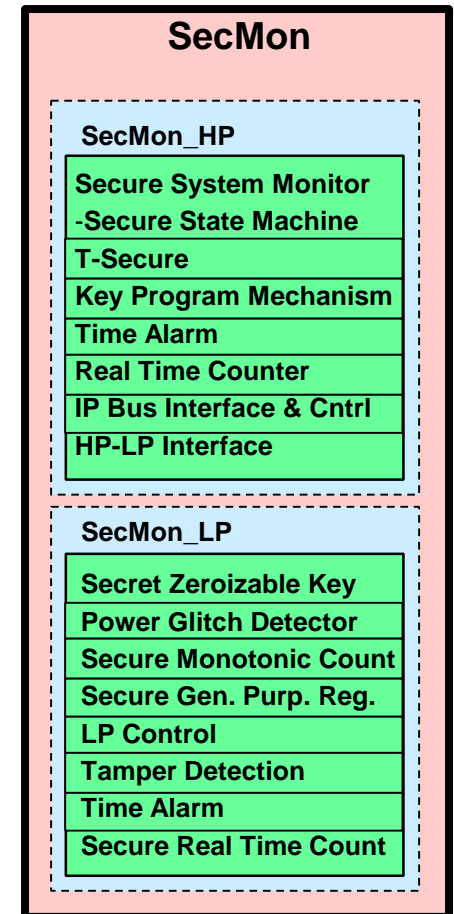 SecMon
SecMon_HP
Secure System Monitor
-Secure State Machine
T-Secure
Key Program Mechanism
Time Alarm
Real Time Counter
IP Bus Interface & Cntrl
HP-LP Interface
SecMon_LP
Secret Zeroizable Key
Power Glitch Detector
Secure Monotonic Count
Secure Gen. Purp. Reg.
LP Control
Tamper Detection
Time Alarm
Secure Real Time Count